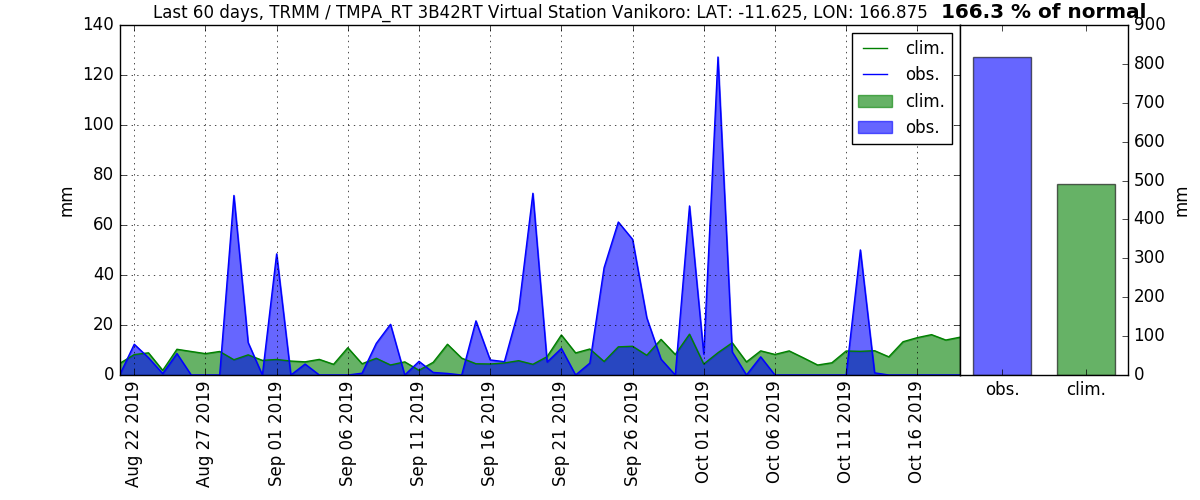 Last 60 days, TRMM / TMPA_RT 3B42RT Virtual Station Vanikoro: LAT: -11.625, LON: 166.875 166.3 % of normal
140
120
100
80
60
40
20
0
mm
clim.
obs.
clim.
obs.
Aug 22 2019
Aug 27 2019
Sep 01 2019
Sep 06 2019
Sep 11 2019
Sep 16 2019
Sep 21 2019
Sep 26 2019
Oct 01 2019
Oct 06 2019
Oct 11 2019
Oct 16 2019
900
800
700
600
500
400
300
200
100
0
mm
obs. clim.